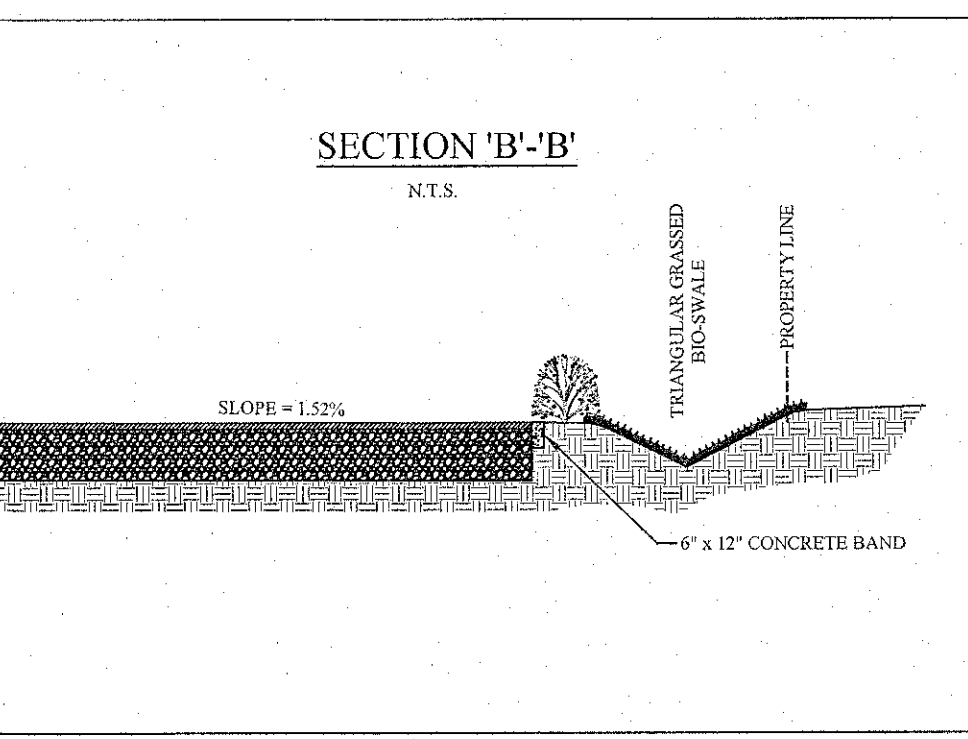 SECTION 'B'-'B'
N.T.S.
TRIANGULAR GRASSED
BIO-SWALE
PROPERTY LINE
SLOPE = 1.52%
6" x 12" CONCRETE BAND